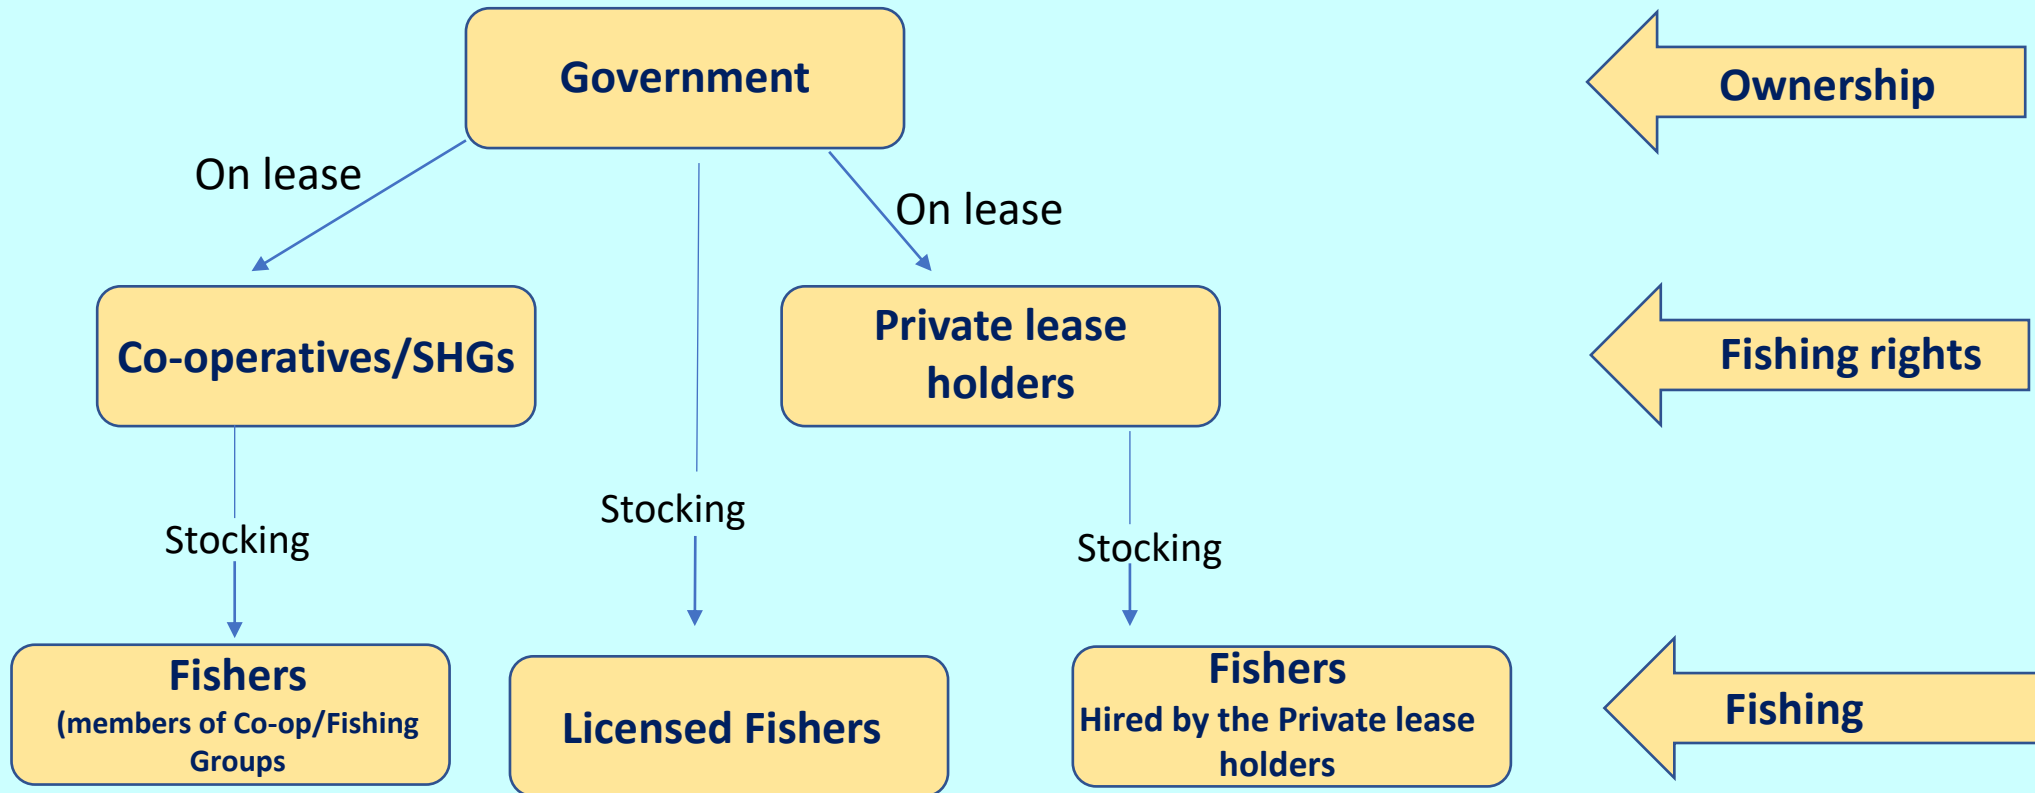 Government
Ownership
On lease
On lease
Co-operatives/SHGs
Private lease
holders
Fishing rights
Stocking
Stocking
Stocking
Fishers
(members of Co-op/Fishing
Groups
Licensed Fishers
Fishers
Hired by the Private lease
holders
Fishing